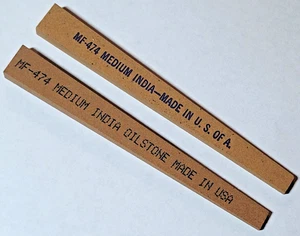 MF-474 MEDIUM INDIA—MADE IN U. S. OF A.
MF-474 MEDIUM INDIA OILSTONE MADE IN USA